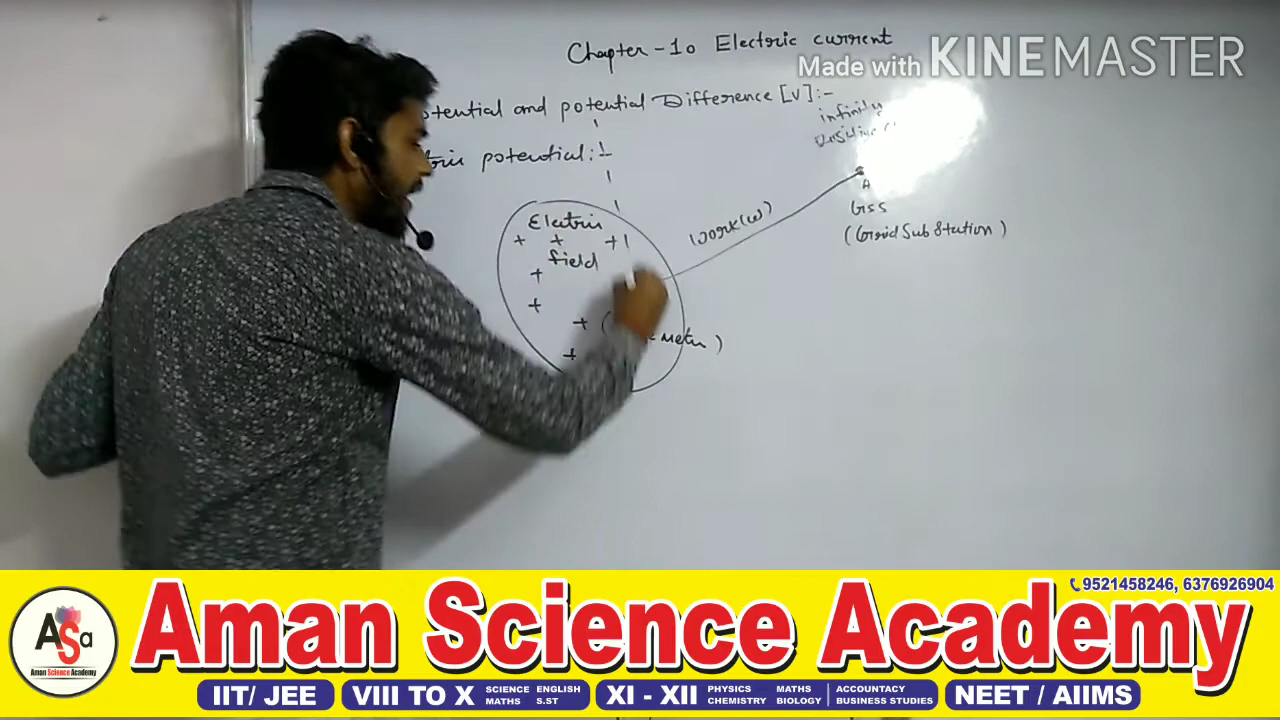 Chapter - 10 Electric current
Made with KINEMASTER
otential and potential Difference [V] :-
infinity
tric potential :-
A
GSS
(Grid Sub Station)
Work (W)
Electric
+ + +
field
+
+
+ (
Meter )
+
9521458246, 6376926904
ASa
Aman Science Academy
Aman Science Academy
IIT/ JEE
VIII TO X SCIENCE ENGLISH MATHS S.ST
XI - XII PHYSICS MATHS CHEMISTRY BIOLOGY ACCOUNTACY BUSINESS STUDIES
NEET / AIIMS